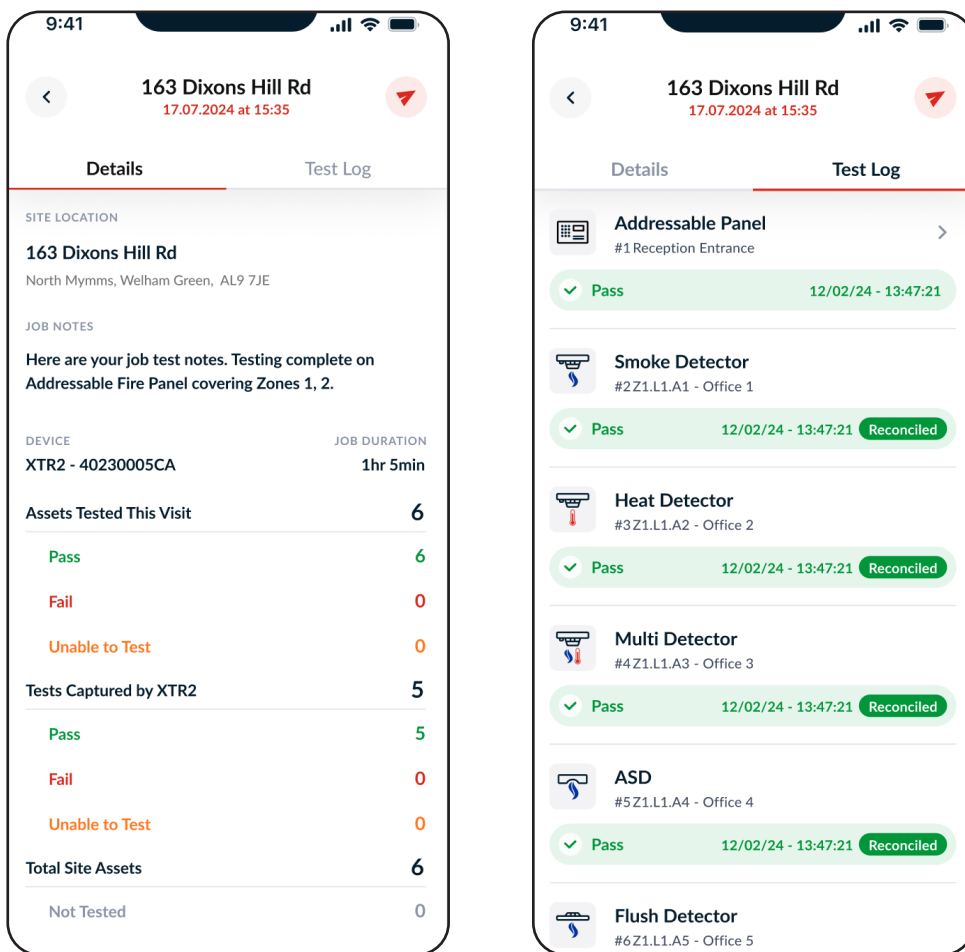 9:41
163 Dixons Hill Rd
17.07.2024 at 15:35
Details Test Log
SITE LOCATION
163 Dixons Hill Rd
North Mymms, Welham Green, AL9 7JE
JOB NOTES
Here are your job test notes. Testing complete on
Addressable Fire Panel covering Zones 1, 2.
DEVICE JOB DURATION
XTR2 - 40230005CA 1hr 5min
Assets Tested This Visit 6
Pass 6
Fail 0
Unable to Test 0
Tests Captured by XTR2 5
Pass 5
Fail 0
Unable to Test 0
Total Site Assets 6
Not Tested 0
9:41
163 Dixons Hill Rd
17.07.2024 at 15:35
Details Test Log
Addressable Panel
#1 Reception Entrance
Pass 12/02/24 - 13:47:21
Smoke Detector
#2 Z1.L1.A1 - Office 1
Pass 12/02/24 - 13:47:21 Reconciled
Heat Detector
#3 Z1.L1.A2 - Office 2
Pass 12/02/24 - 13:47:21 Reconciled
Multi Detector
#4 Z1.L1.A3 - Office 3
Pass 12/02/24 - 13:47:21 Reconciled
ASD
#5 Z1.L1.A4 - Office 4
Pass 12/02/24 - 13:47:21 Reconciled
Flush Detector
#6 Z1.L1.A5 - Office 5